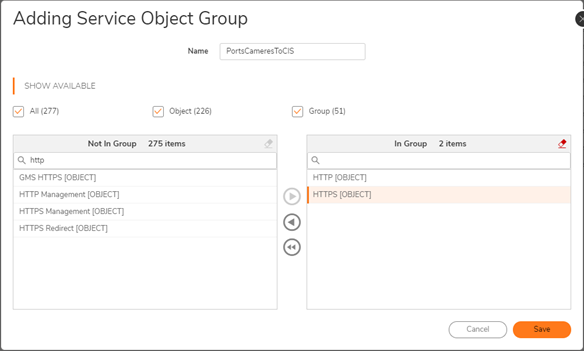 Adding Service Object Group
Name PortsCameresToCIS
SHOW AVAILABLE
All (277) Object (226) Group (51)
Not In Group 275 items
http
GMS HTTPS [OBJECT]
HTTP Management [OBJECT]
HTTPS Management [OBJECT]
HTTPS Redirect [OBJECT]
In Group 2 items
HTTP [OBJECT]
HTTPS [OBJECT]
Cancel Save